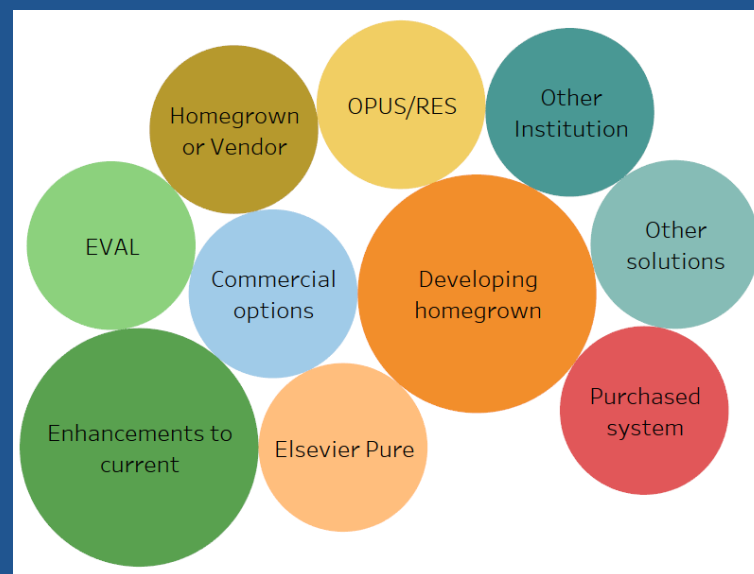 Homegrown
or Vendor
OPUS/RES
Other
Institution
EVAL
Commercial
options
Developing
homegrown
Other
solutions
Enhancements to
current
Elsevier Pure
Purchased
system